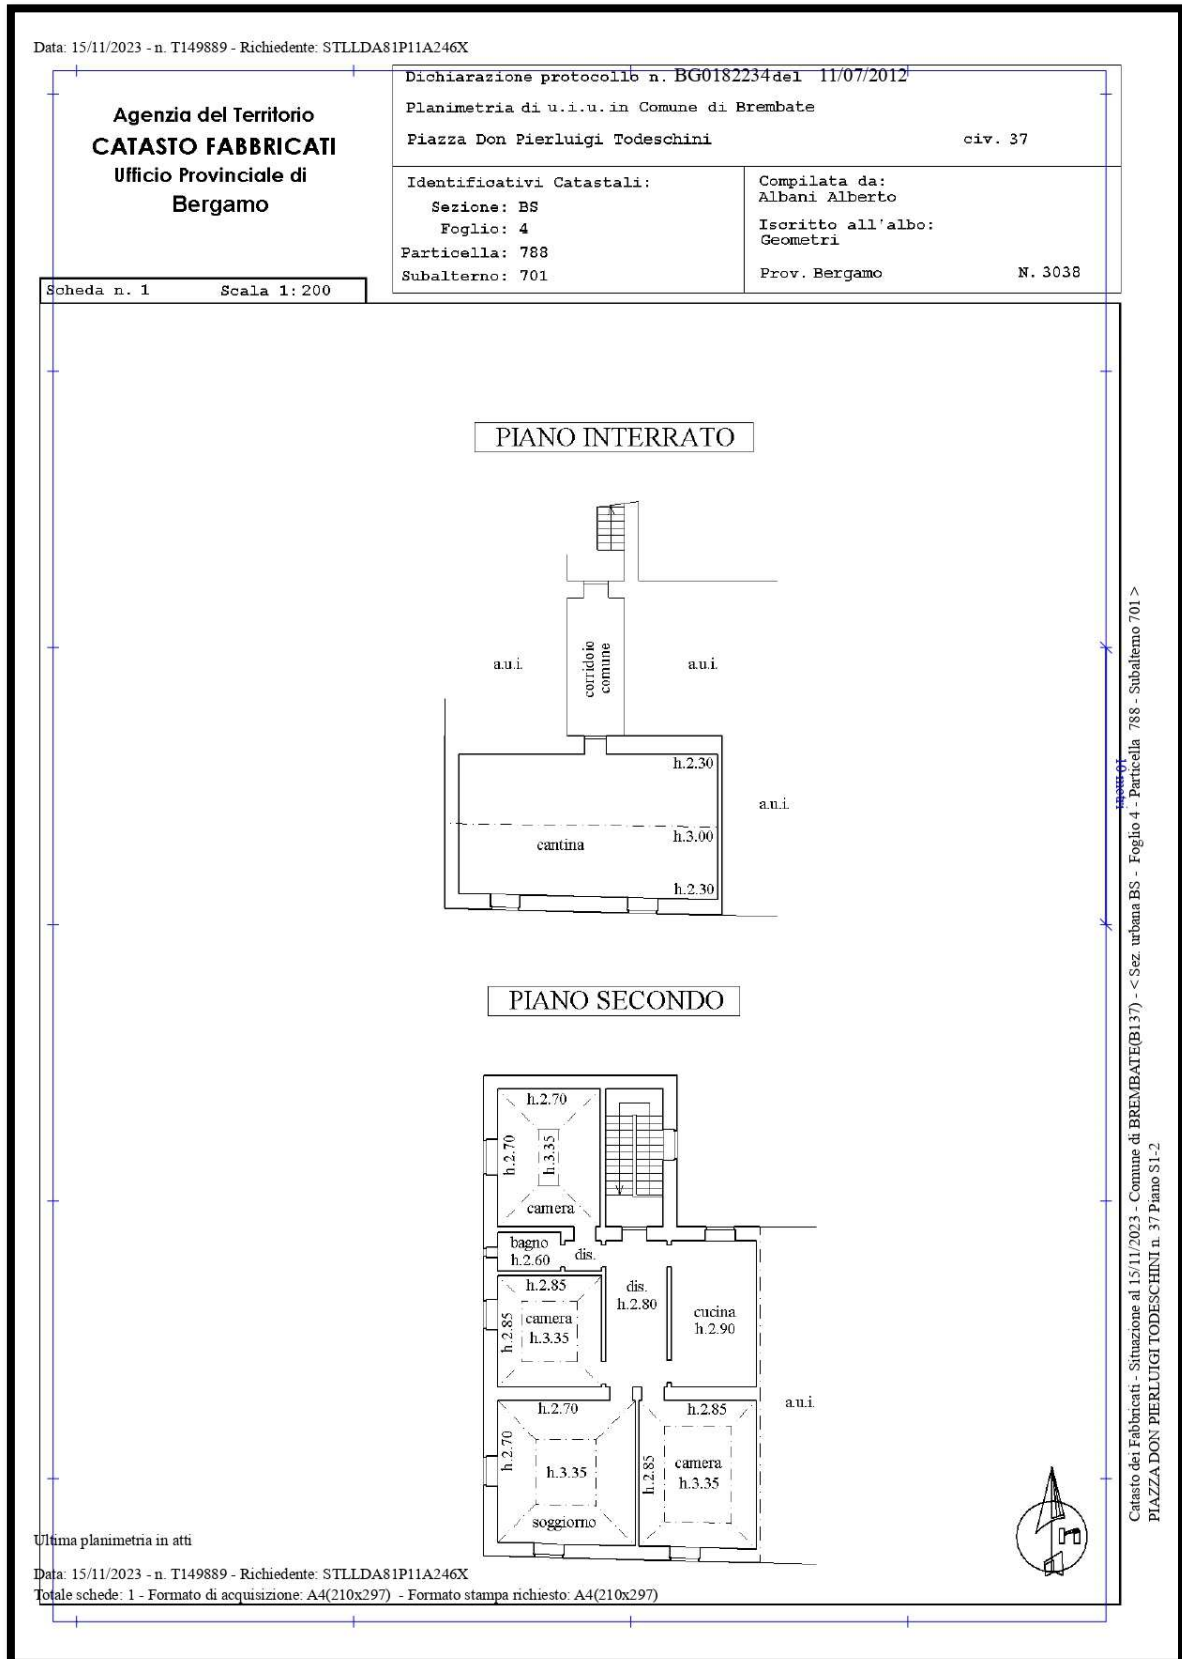 Data: 15/11/2023 - n. T149889 - Richiedente: STLLDA81P11A246X
Agenzia del Territorio
CATASTO FABBRICATI
Ufficio Provinciale di
Bergamo
Dichiarazione protocollo n. BG0182234 del 11/07/2012
Planimetria di u.i.u. in Comune di Brembate
Piazza Don Pierluigi Todeschini civ. 37
Identificativi Catastali:
Sezione: BS
Foglio: 4
Particella: 788
Subalterno: 701
Compilata da:
Albani Alberto
Iscritto all'albo:
Geometri
Prov. Bergamo N. 3038
Scheda n. 1 Scala 1:200
PIANO INTERRATO
corridoio
comune
a.u.i.
a.u.i.
h.2.30
a.u.i.
h.3.00
cantina
h.2.30
PIANO SECONDO
h.2.70
h.2.70
h.3.35
camera
bagno
h.2.60
dis.
h.2.85
h.2.85
camera
h.3.35
dis.
h.2.80
cucina
h.2.90
a.u.i.
h.2.70
h.2.70
h.3.35
soggiorno
h.2.85
h.2.85
camera
h.3.35
10 metri
Catasto dei Fabbricati - Situazione al 15/11/2023 - Comune di BREMBATE(B137) - < Sez. urbana BS - Foglio 4 - Particella 788 - Subalterno 701 >
PIAZZA DON PIERLUIGI TODESCHINI n. 37 Piano S1-2
Ultima planimetria in atti
Data: 15/11/2023 - n. T149889 - Richiedente: STLLDA81P11A246X
Totale schede: 1 - Formato di acquisizione: A4(210x297) - Formato stampa richiesto: A4(210x297)